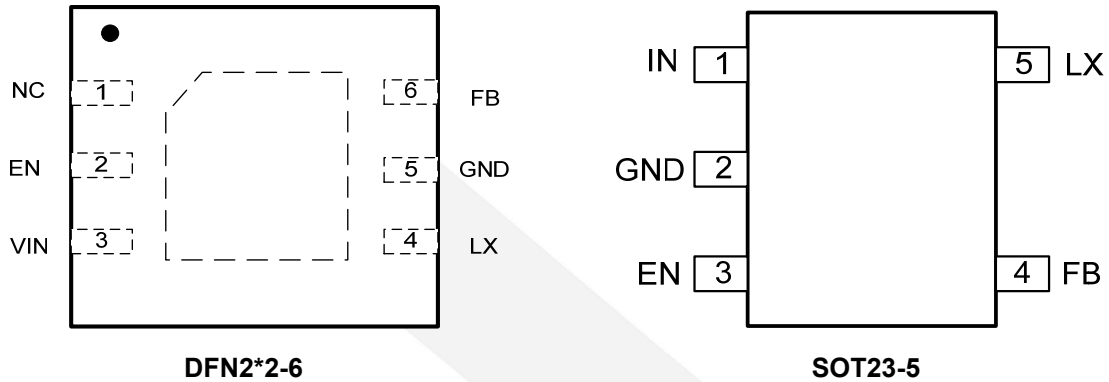 NC 1 6 FB
EN 2 5 GND
VIN 3 4 LX
DFN2*2-6
IN 1 5 LX
GND 2
EN 3 4 FB
SOT23-5